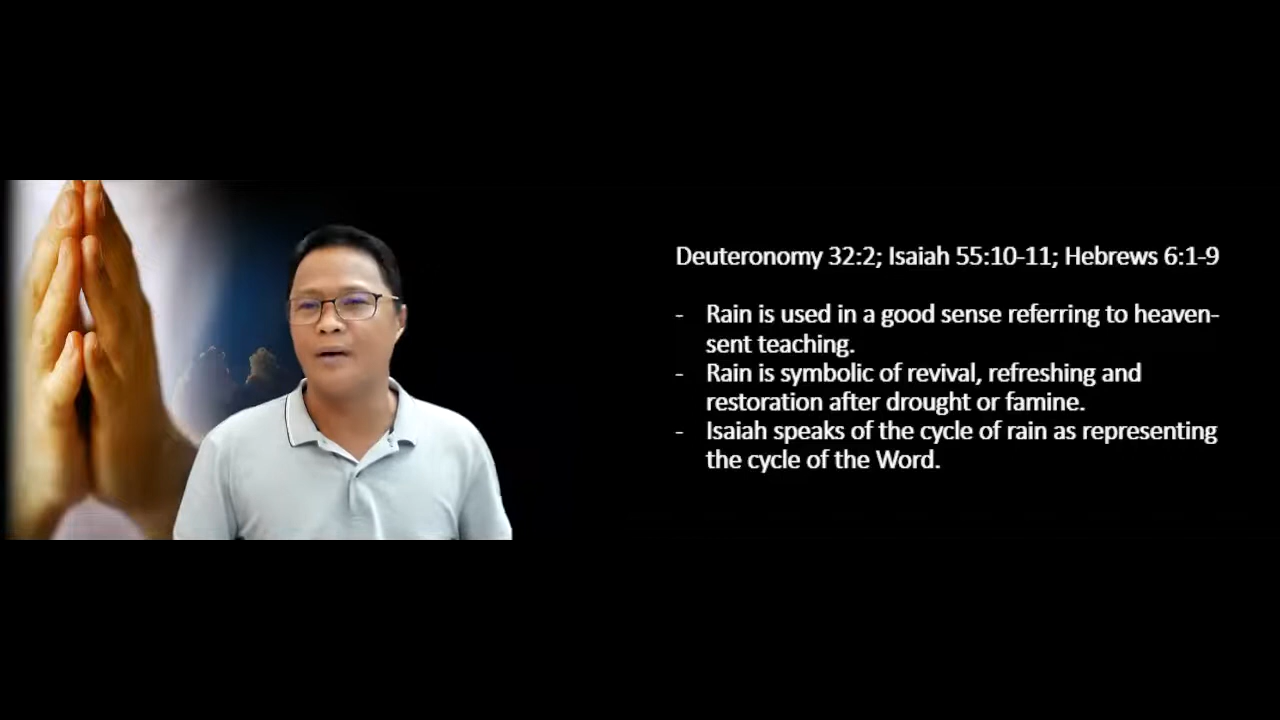 Deuteronomy 32:2; Isaiah 55:10-11; Hebrews 6:1-9
- Rain is used in a good sense referring to heaven-
sent teaching.
- Rain is symbolic of revival, refreshing and
restoration after drought or famine.
- Isaiah speaks of the cycle of rain as representing
the cycle of the Word.